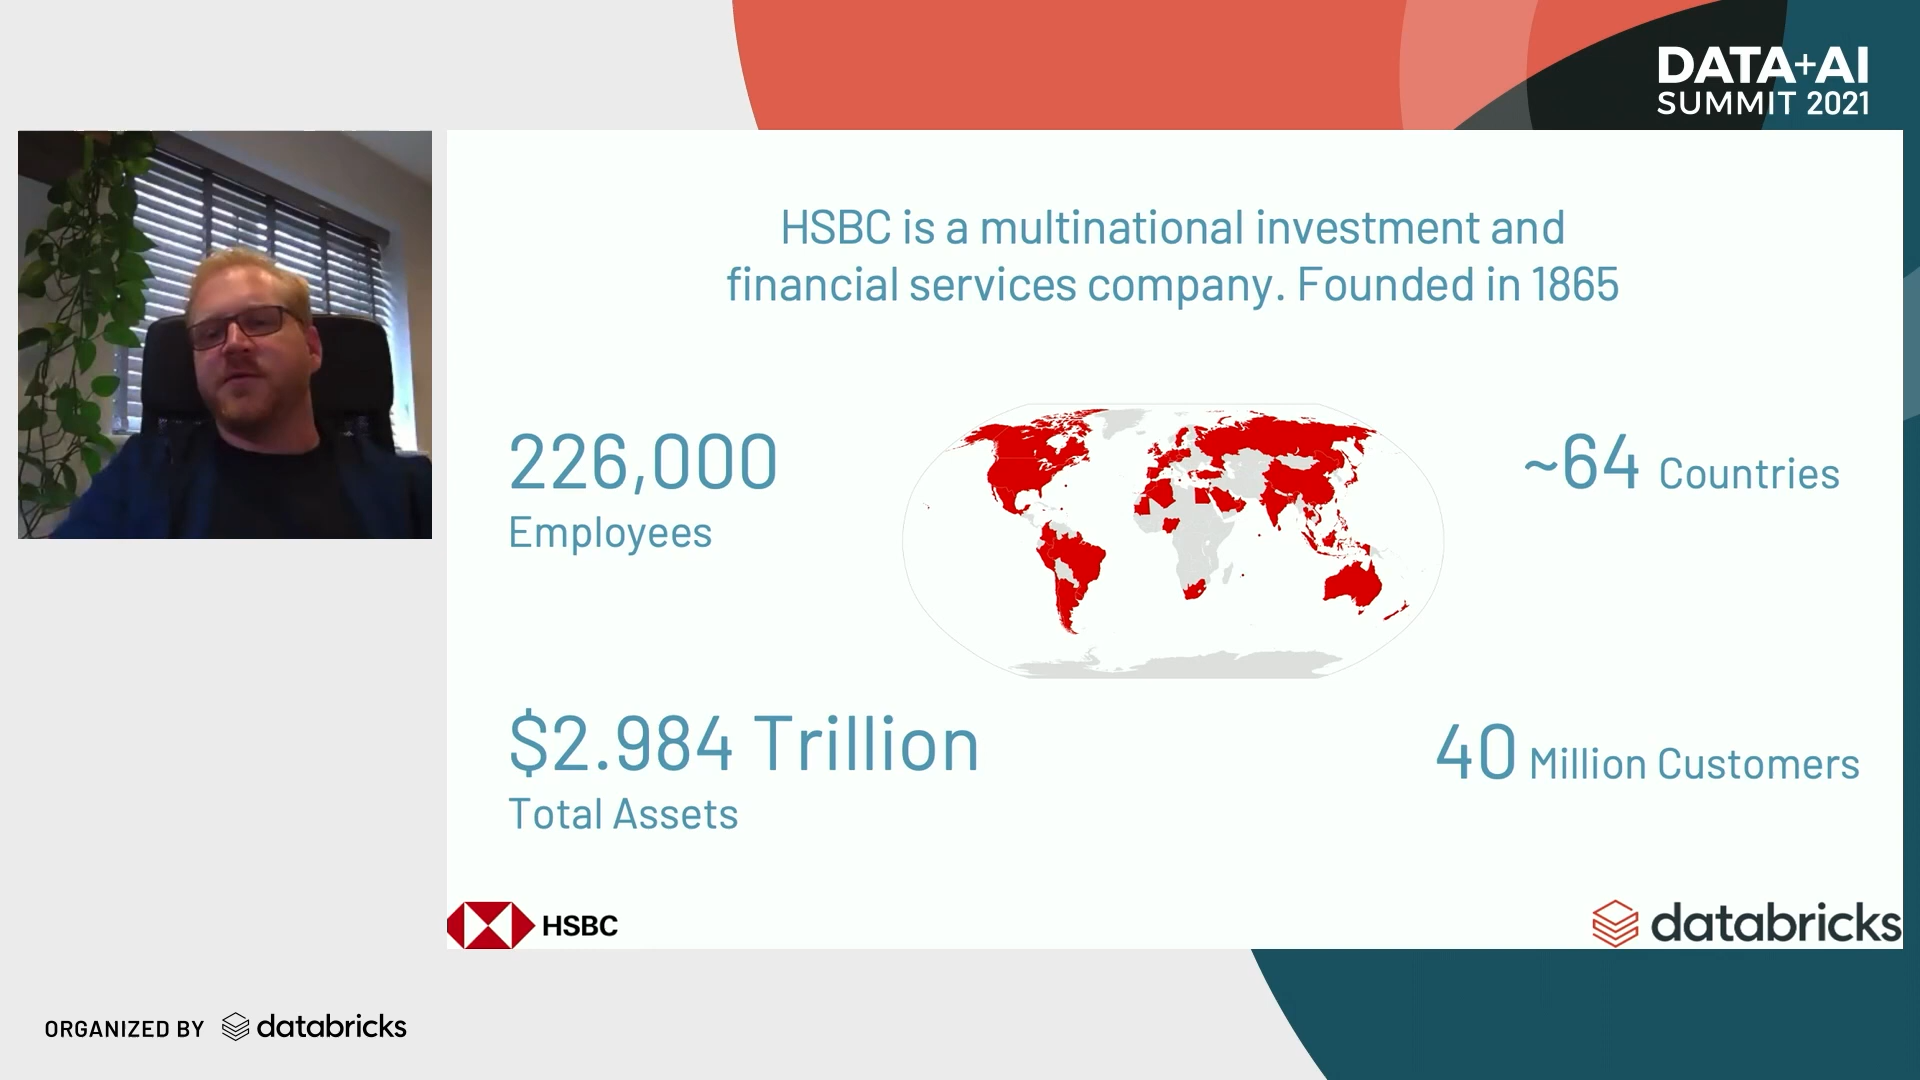 DATA+AI
SUMMIT 2021
HSBC is a multinational investment and
financial services company. Founded in 1865
226,000
Employees
~64 Countries
$2.984 Trillion
Total Assets
40 Million Customers
HSBC
databricks
ORGANIZED BY databricks